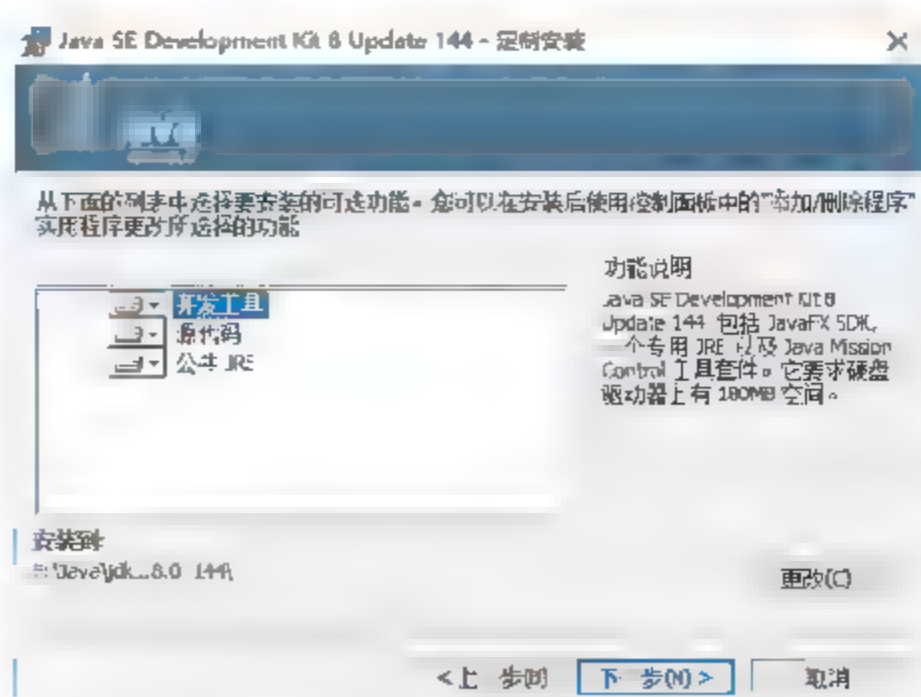 Java SE Development Kit 8 Update 144 - 定制安装
从下面的列表中选择要安装的可选功能。您可以在安装后使用控制面板中的"添加/删除程序"
实用程序更改所选择的功能
开发工具
源代码
公共 JRE
功能说明
Java SE Development Kit 8
Update 144 包括 JavaFX SDK,
一个专用 JRE 以及 Java Mission
Control 工具套件。它要求硬盘
驱动器上有 180MB 空间。
安装到:
更改(C)
<上一步(B)
下一步(N) >
取消